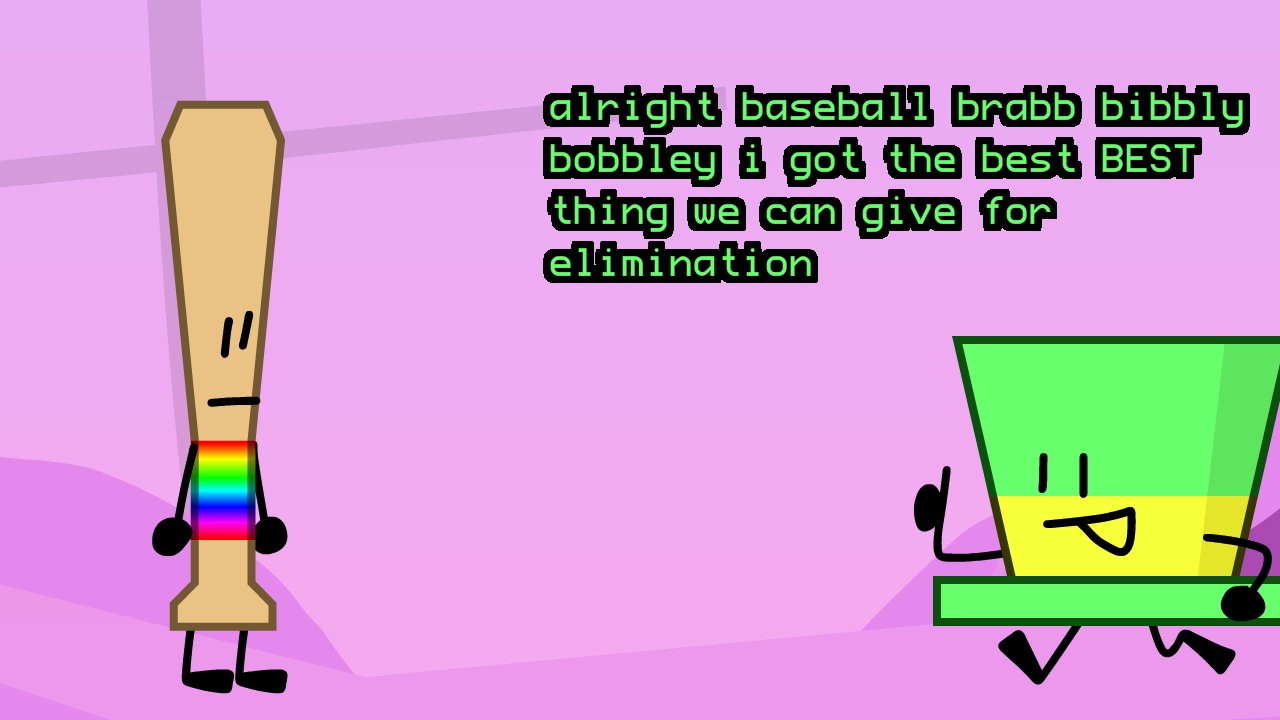 alright baseball brabb bibbly
bobbley i got the best BEST
thing we can give for
elimination